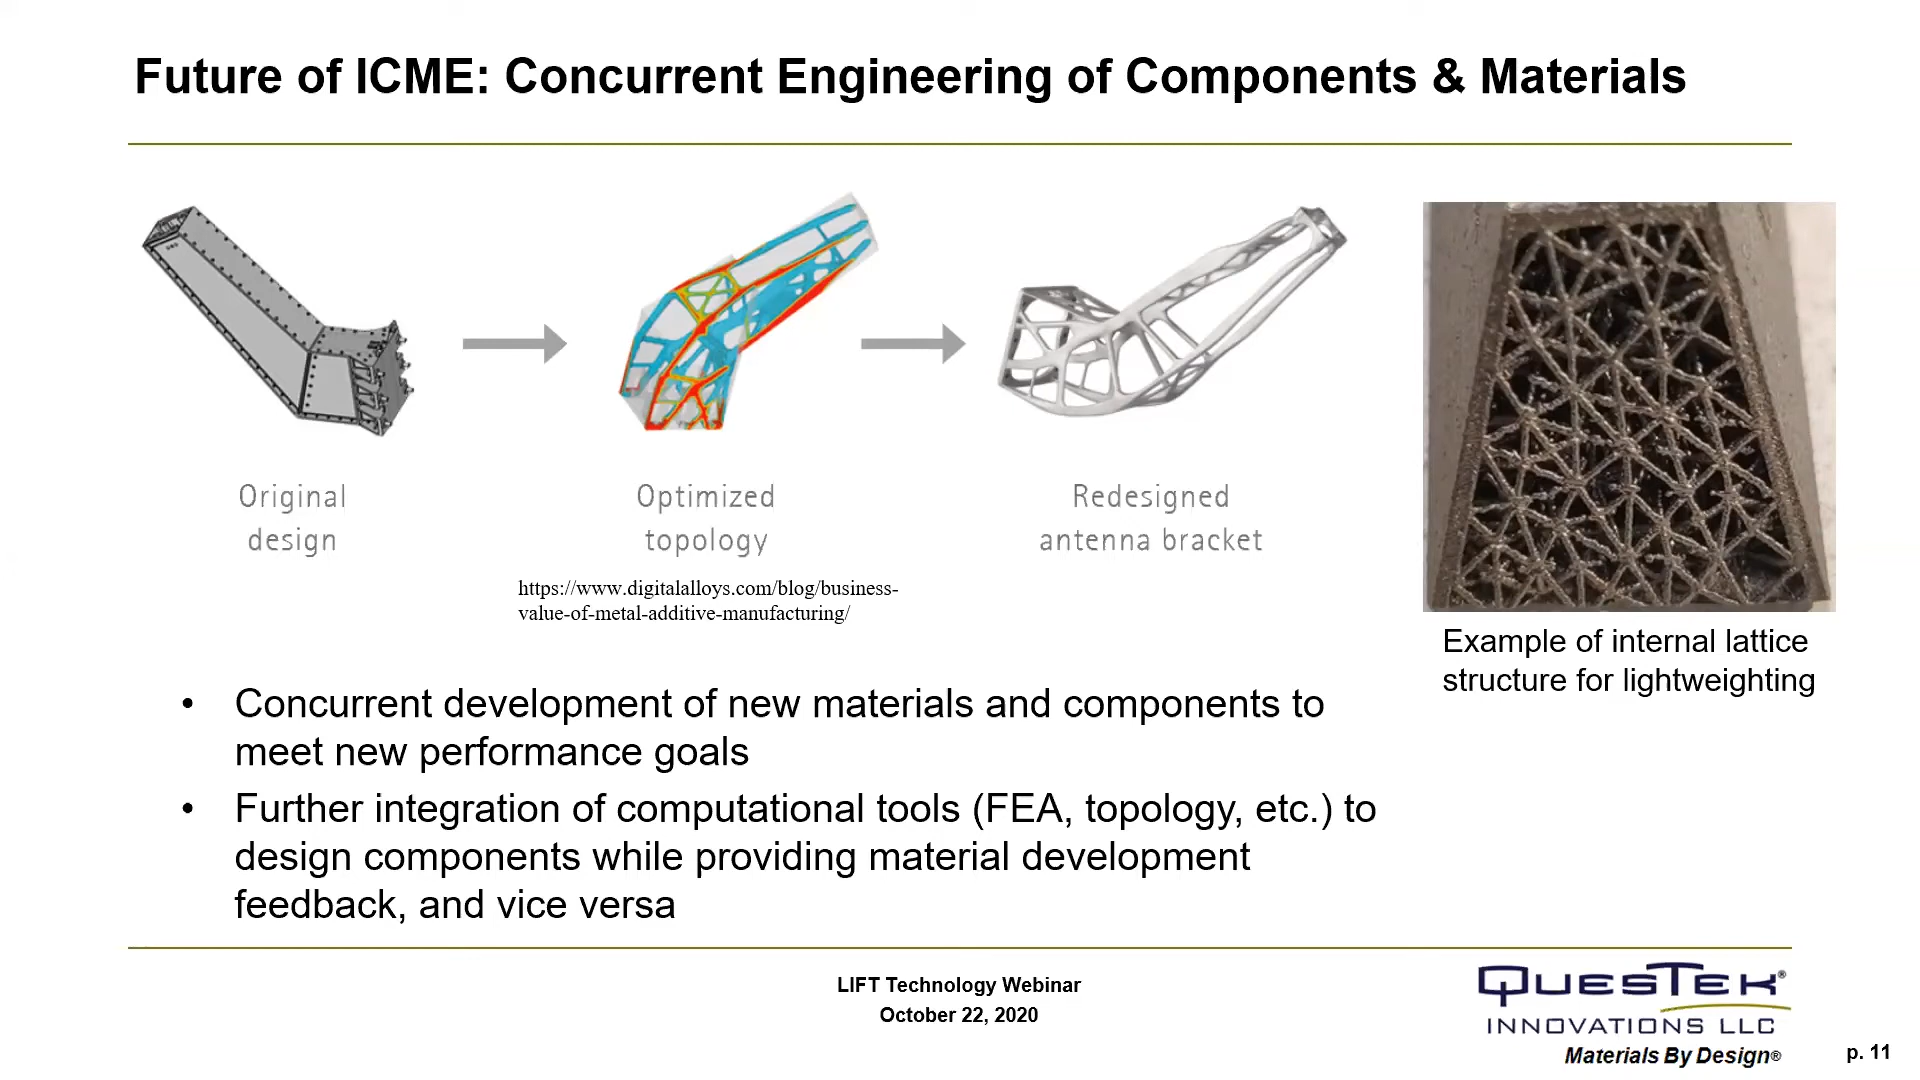 Future of ICME: Concurrent Engineering of Components & Materials
Original
design
Optimized
topology
Redesigned
antenna bracket
https://www.digitalalloys.com/blog/business-
value-of-metal-additive-manufacturing/
Example of internal lattice
structure for lightweighting
• Concurrent development of new materials and components to
meet new performance goals
• Further integration of computational tools (FEA, topology, etc.) to
design components while providing material development
feedback, and vice versa
LIFT Technology Webinar
October 22, 2020
QUESTEK®
INNOVATIONS LLC
Materials By Design®
p. 11